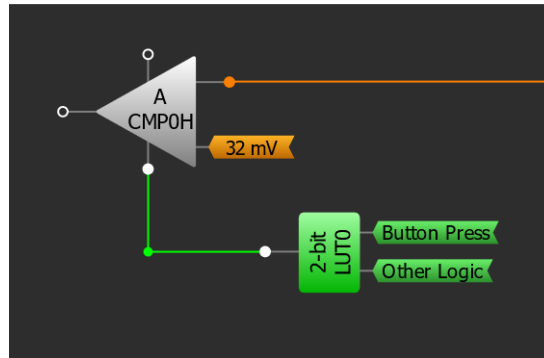 A
CMP0H
32 mV
2-bit
LUT0
Button Press
Other Logic